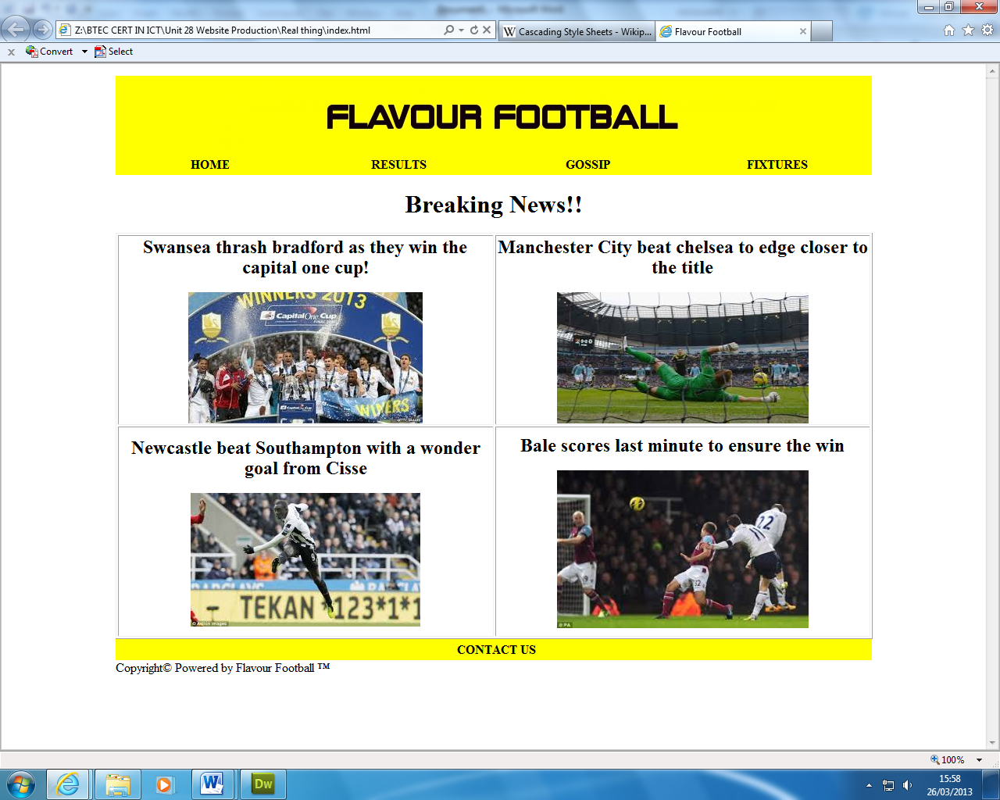 Z:\BTEC CERT IN ICT\Unit 28 Website Production\Real thing\index.html
Cascading Style Sheets - Wikip...
Flavour Football
Convert
Select
FLAVOUR FOOTBALL
HOME RESULTS GOSSIP FIXTURES
Breaking News!!
Swansea thrash bradford as they win the
capital one cup!
Manchester City beat chelsea to edge closer to
the title
WINNERS 2013
Capital One Cup
Newcastle beat Southampton with a wonder
goal from Cisse
TEKAN *123*1*1
Bale scores last minute to ensure the win
22
CONTACT US
Copyright© Powered by Flavour Football ™
100%
W
Dw
15:58
26/03/2013